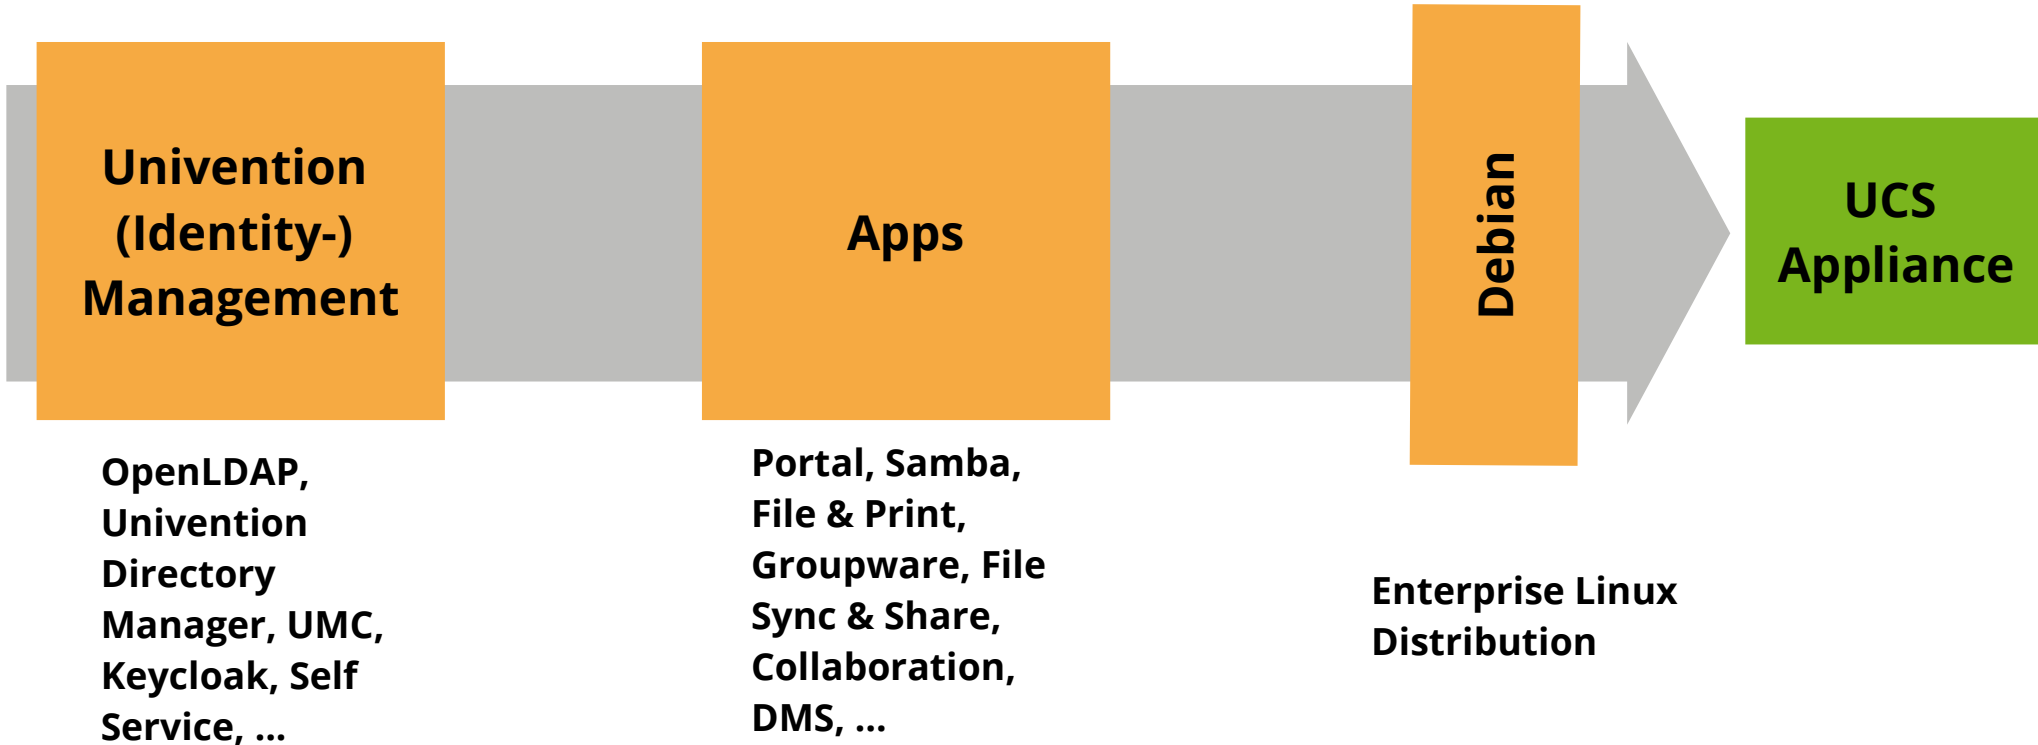 Univention
(Identity-)
Management
Apps
Debian
UCS
Appliance
OpenLDAP,
Univention
Directory
Manager, UMC,
Keycloak, Self
Service, ...
Portal, Samba,
File & Print,
Groupware, File
Sync & Share,
Collaboration,
DMS, ...
Enterprise Linux
Distribution